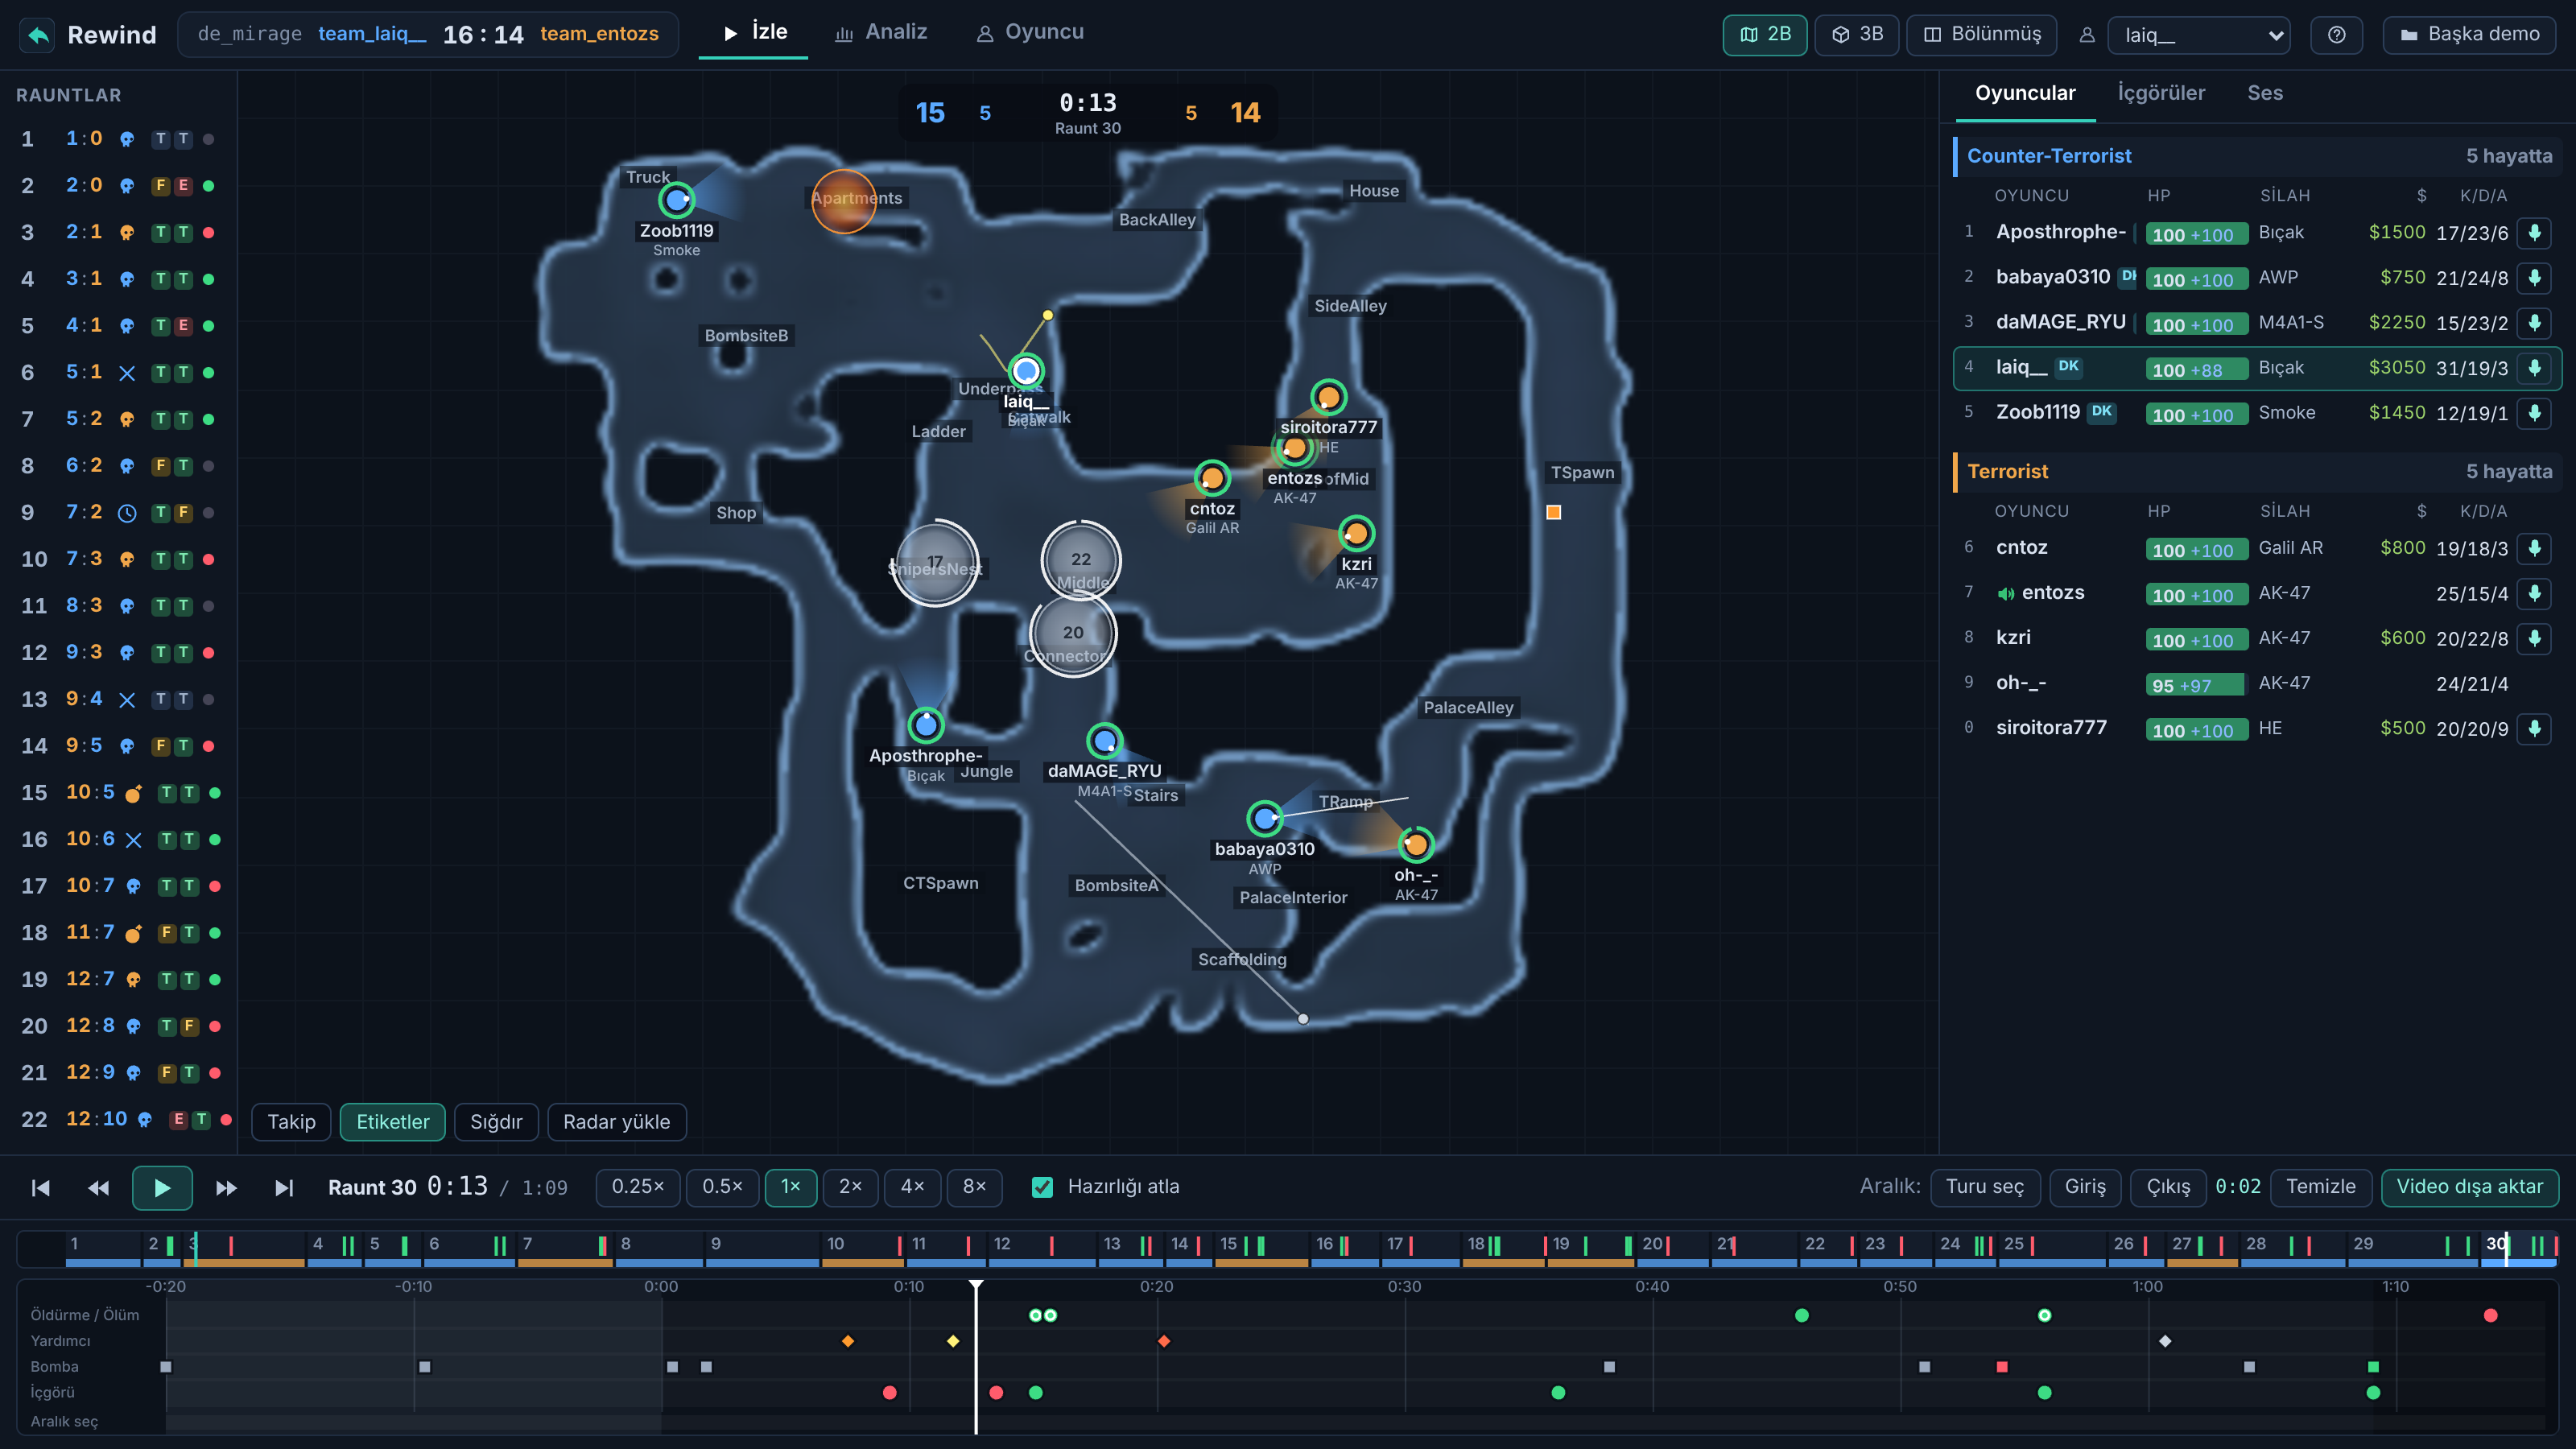 Rewind de_mirage team_laiq__ 16 : 14 team_entozs İzle Analiz Oyuncu 2B 3B Bölünmüş laiq__ Başka demo
RAUNTLAR
1 1:0 T T
2 2:0 F E
3 2:1 T T
4 3:1 T T
5 4:1 T E
6 5:1 T T
7 5:2 T T
8 6:2 F T
9 7:2 T F
10 7:3 T T
11 8:3 T T
12 9:3 T T
13 9:4 T T
14 9:5 F T
15 10:5 T T
16 10:6 T T
17 10:7 T T
18 11:7 F T
19 12:7 T T
20 12:8 T F
21 12:9 F T
22 12:10 E T
15 5 0:13 5 14
Raunt 30
Truck
Zoob1119
Smoke
Apartments
BackAlley
House
SideAlley
BombsiteB
laiq__
Bıçak
Ladder
siroitora777
HE
entozs
AK-47
cntoz
Galil AR
TSpawn
Shop
kzri
AK-47
17
SnipersNest
22
Middle
20
Connector
PalaceAlley
Aposthrophe-
Bıçak
Jungle
daMAGE_RYU
M4A1-S
Stairs
TRamp
babaya0310
AWP
oh-_-
AK-47
CTSpawn
BombsiteA
PalaceInterior
Scaffolding
Takip Etiketler Sığdır Radar yükle
Oyuncular İçgörüler Ses
Counter-Terrorist 5 hayatta
OYUNCU HP SİLAH $ K/D/A
1 Aposthrophe- 100 +100 Bıçak $1500 17/23/6
2 babaya0310 100 +100 AWP $750 21/24/8
3 daMAGE_RYU 100 +100 M4A1-S $2250 15/23/2
4 laiq__ DK 100 +88 Bıçak $3050 31/19/3
5 Zoob1119 DK 100 +100 Smoke $1450 12/19/1
Terrorist 5 hayatta
OYUNCU HP SİLAH $ K/D/A
6 cntoz 100 +100 Galil AR $800 19/18/3
7 entozs 100 +100 AK-47 25/15/4
8 kzri 100 +100 AK-47 $600 20/22/8
9 oh-_- 95 +97 AK-47 24/21/4
0 siroitora777 100 +100 HE $500 20/20/9
Raunt 30 0:13 / 1:09 0.25× 0.5× 1× 2× 4× 8× Hazırlığı atla Aralık: Turu seç Giriş Çıkış 0:02 Temizle Video dışa aktar
1 2 3 4 5 6 7 8 9 10 11 12 13 14 15 16 17 18 19 20 21 22 23 24 25 26 27 28 29 30
-0:20 -0:10 0:00 0:10 0:20 0:30 0:40 0:50 1:00 1:10
Öldürme / Ölüm
Yardımcı
Bomba
İçgörü
Aralık seç